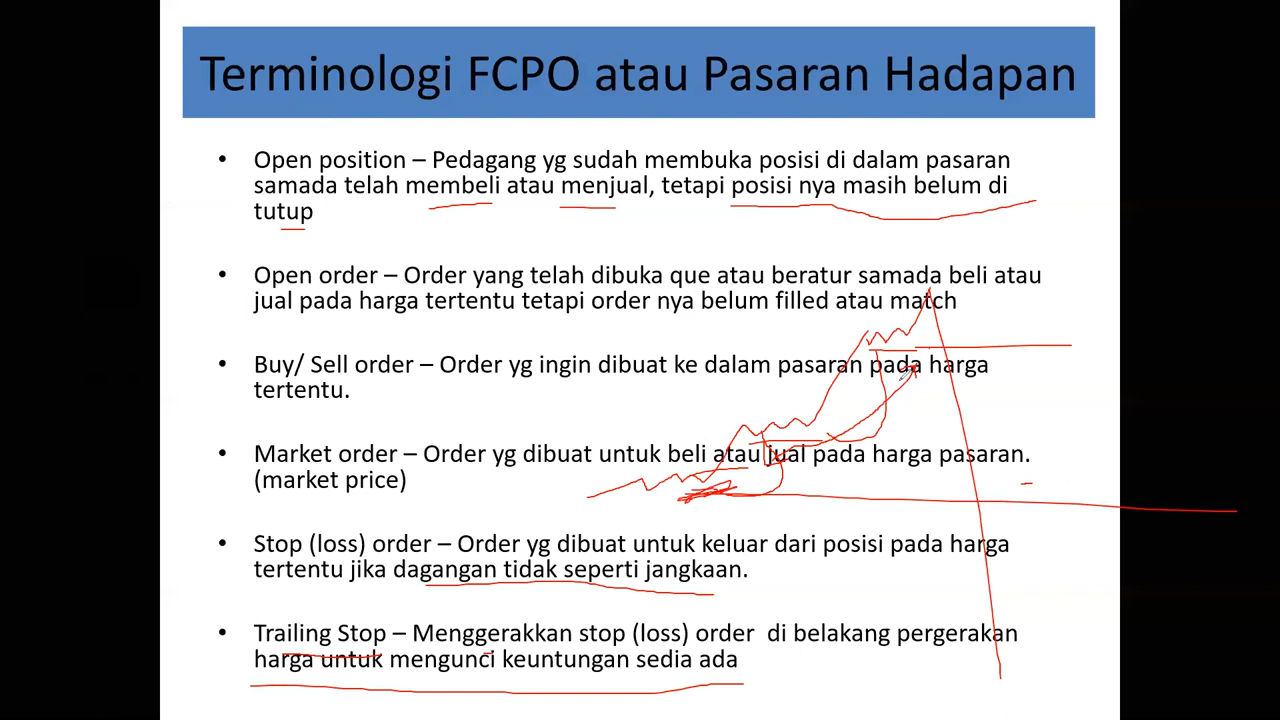 Terminologi FCPO atau Pasaran Hadapan
• Open position – Pedagang yg sudah membuka posisi di dalam pasaran
samada telah membeli atau menjual, tetapi posisi nya masih belum di
tutup
• Open order – Order yang telah dibuka que atau beratur samada beli atau
jual pada harga tertentu tetapi order nya belum filled atau match
• Buy/ Sell order – Order yg ingin dibuat ke dalam pasaran pada harga
tertentu.
• Market order – Order yg dibuat untuk beli atau jual pada harga pasaran.
(market price)
• Stop (loss) order – Order yg dibuat untuk keluar dari posisi pada harga
tertentu jika dagangan tidak seperti jangkaan.
• Trailing Stop – Menggerakkan stop (loss) order di belakang pergerakan
harga untuk mengunci keuntungan sedia ada